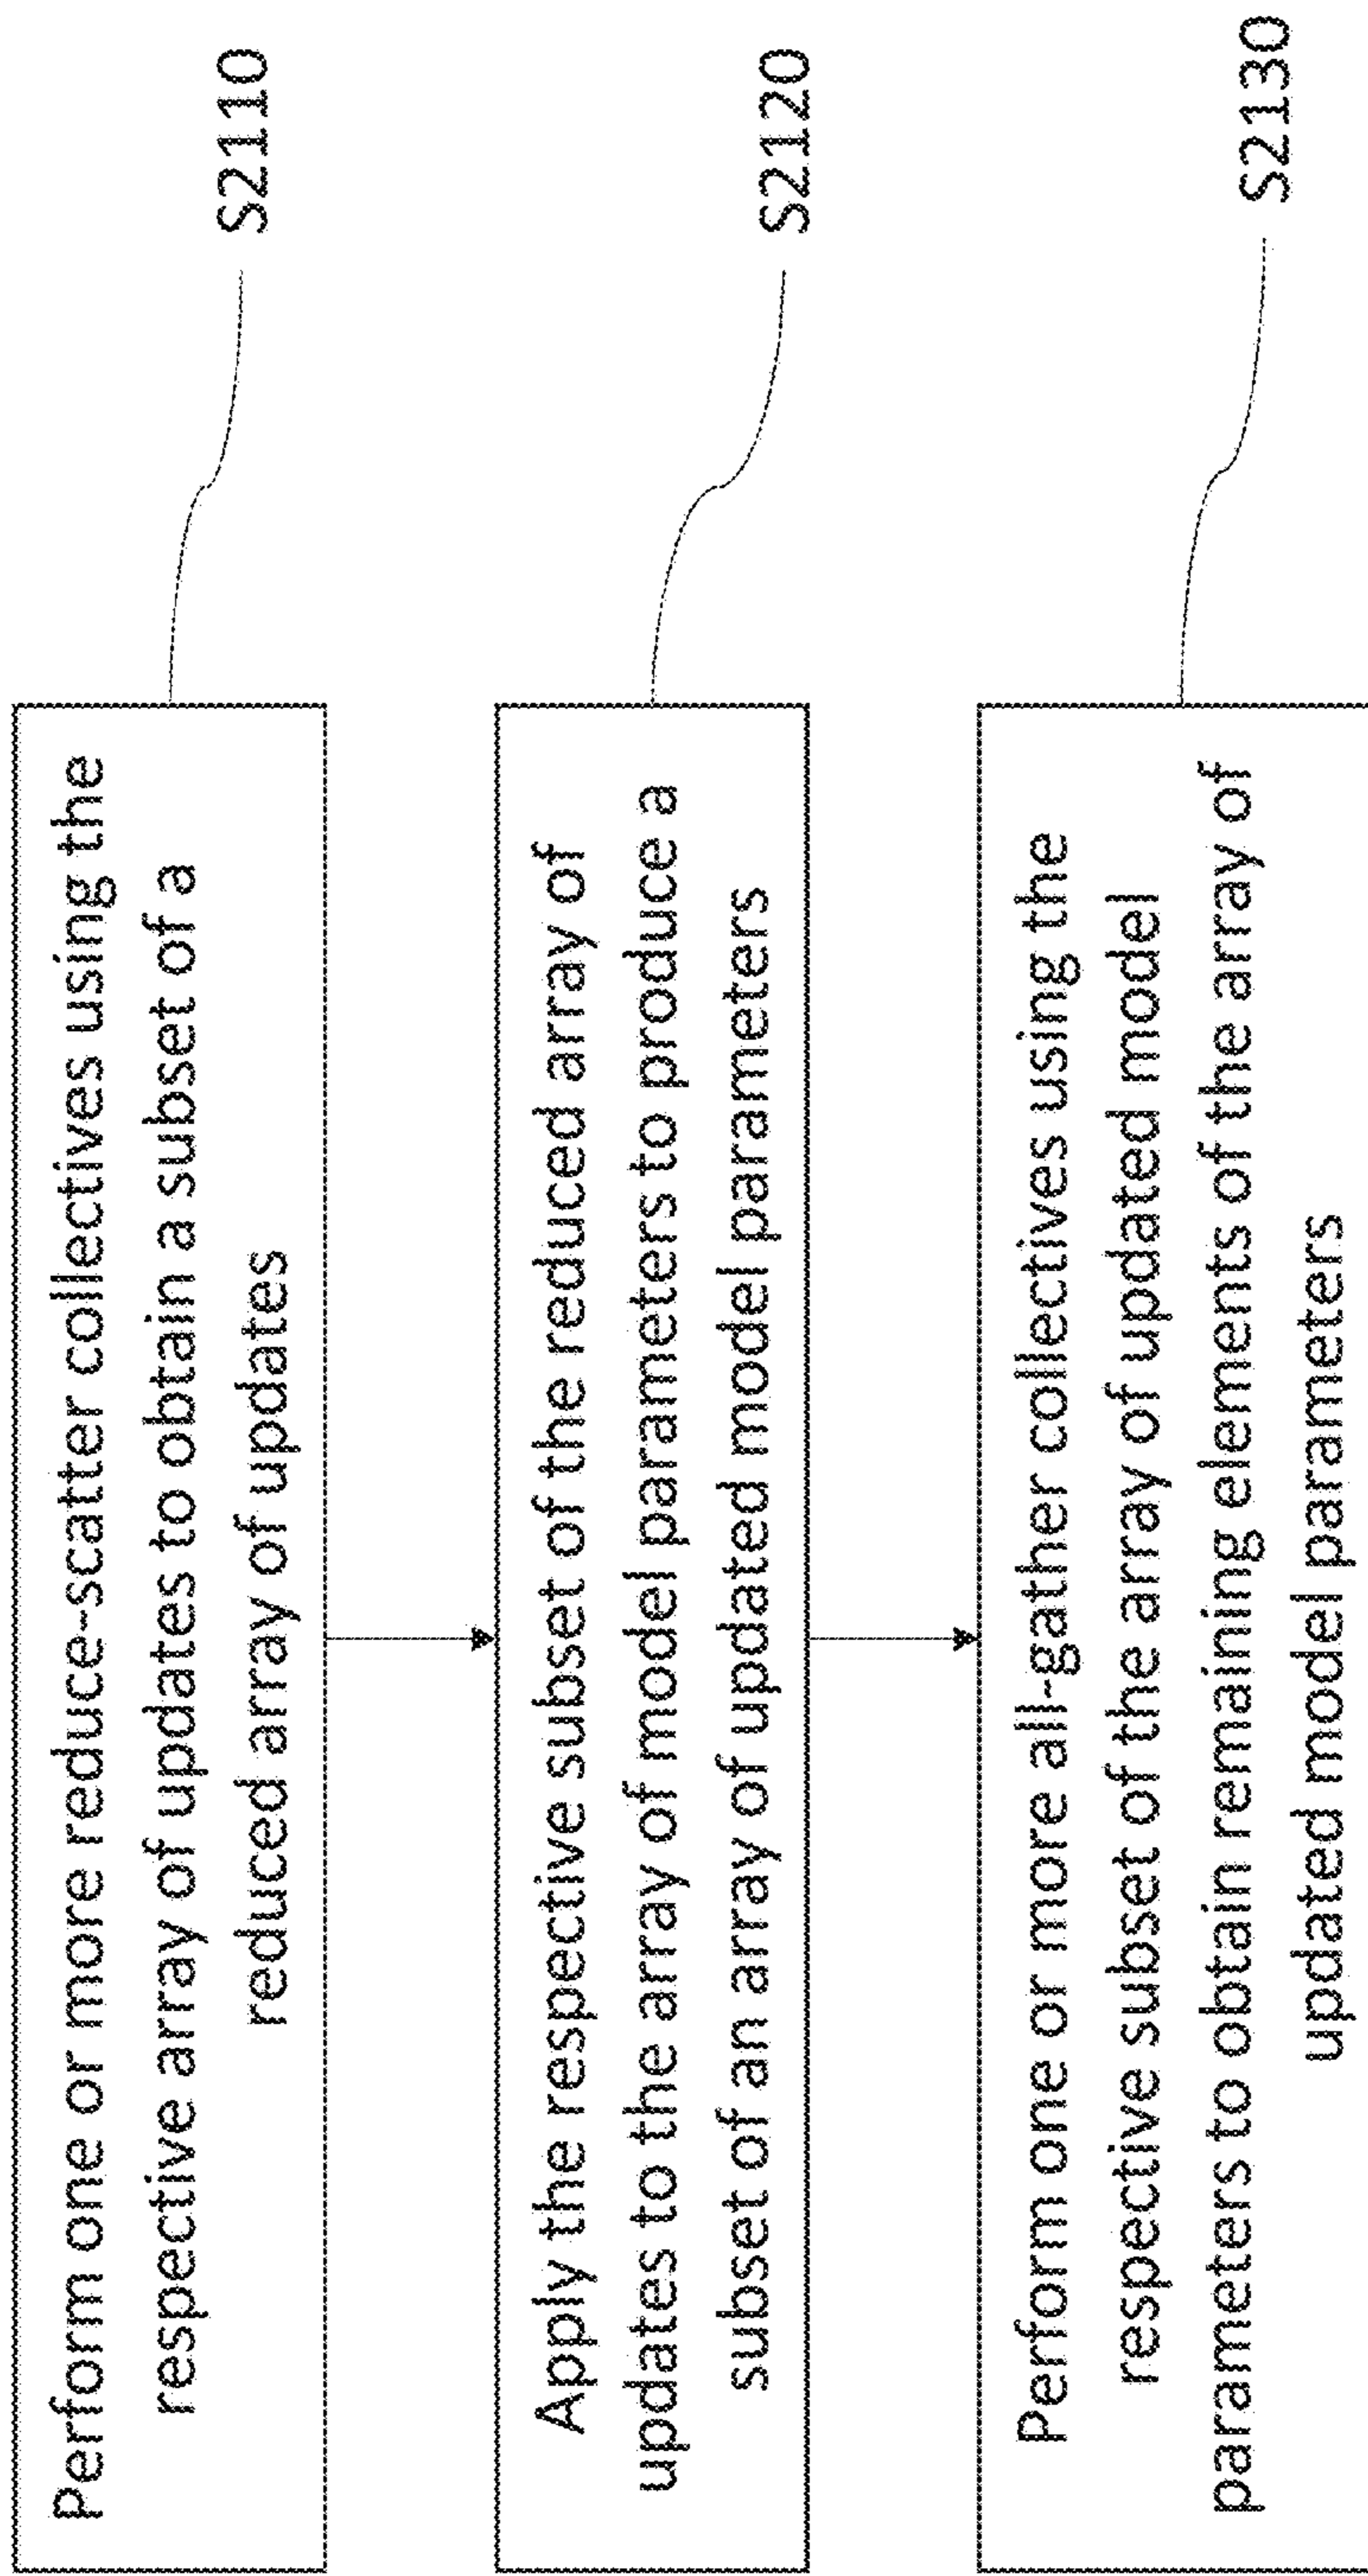 Perform one or more reduce-scatter collectives using the
respective array of updates to obtain a subset of a
reduced array of updates
S2110
Apply the respective subset of the reduced array of
updates to the array of model parameters to produce a
subset of an array of updated model parameters
S2120
Perform one or more all-gather collectives using the
respective subset of the array of updated model
parameters to obtain remaining elements of the array of
updated model parameters
S2130